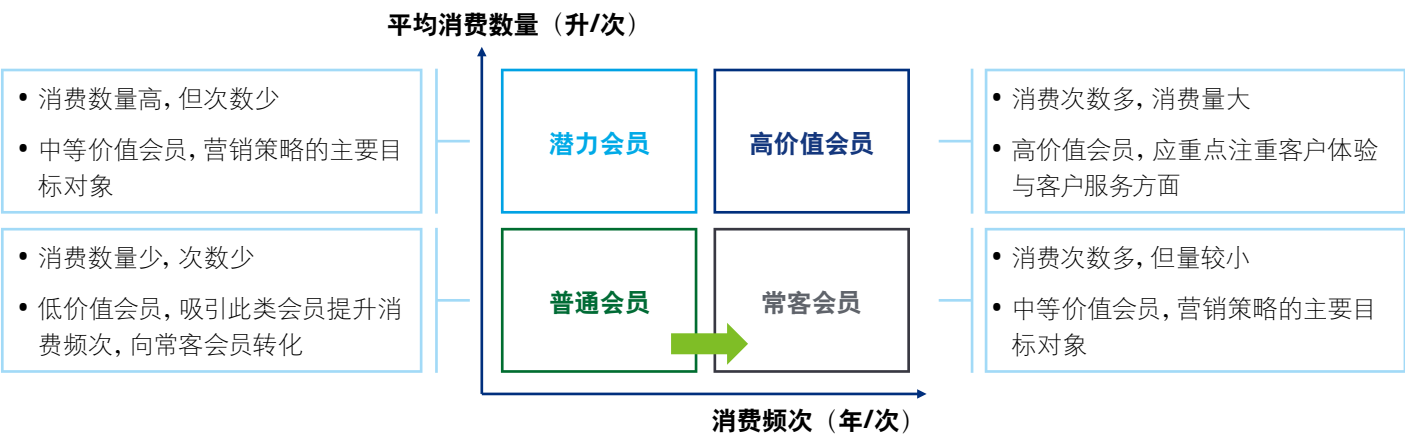 平均消费数量（升/次）
• 消费数量高，但次数少
• 中等价值会员，营销策略的主要目
标对象
潜力会员
高价值会员
• 消费次数多，消费量大
• 高价值会员，应重点注重客户体验
与客户服务方面
• 消费数量少，次数少
• 低价值会员，吸引此类会员提升消
费频次，向常客会员转化
普通会员
常客会员
• 消费次数多，但量较小
• 中等价值会员，营销策略的主要目
标对象
消费频次（年/次）